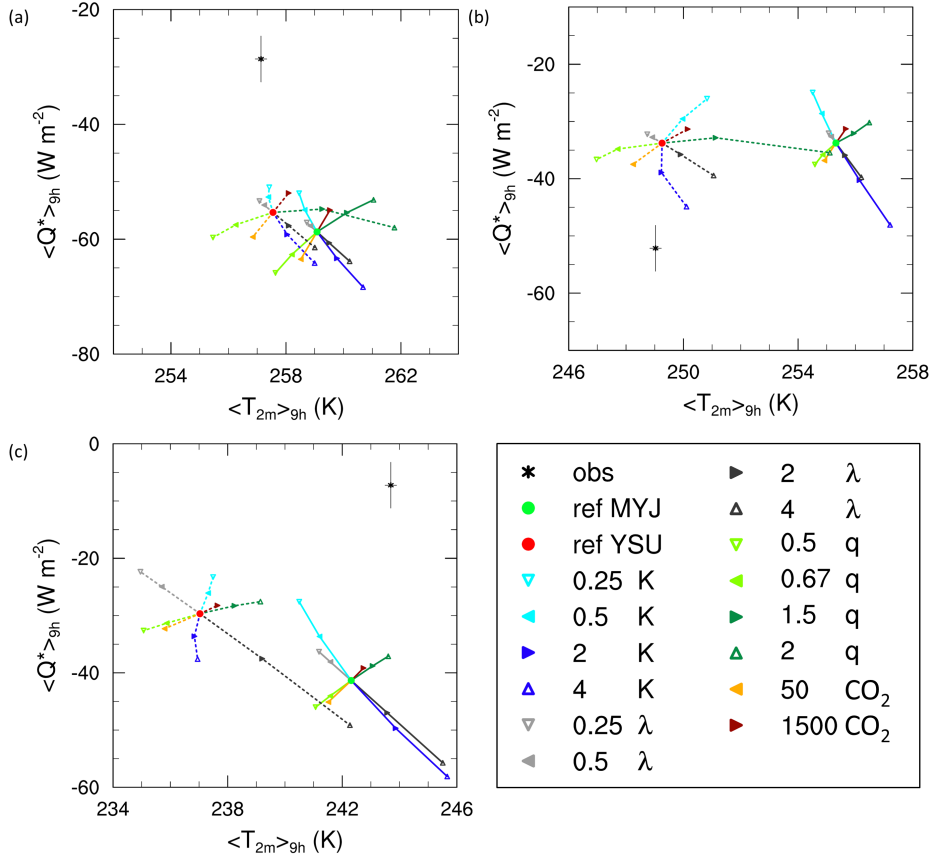 (a)
-20
-40
-60
-80
<Q*>9h (W m-2)
254 258 262
<T2m>9h (K)
(b)
-20
-40
-60
<Q*>9h (W m-2)
246 250 254 258
<T2m>9h (K)
(c)
0
-20
-40
-60
<Q*>9h (W m-2)
234 238 242 246
<T2m>9h (K)
obs
ref MYJ
ref YSU
0.25 K
0.5 K
2 K
4 K
0.25 λ
0.5 λ
2 λ
4 λ
0.5 q
0.67 q
1.5 q
2 q
50 CO2
1500 CO2